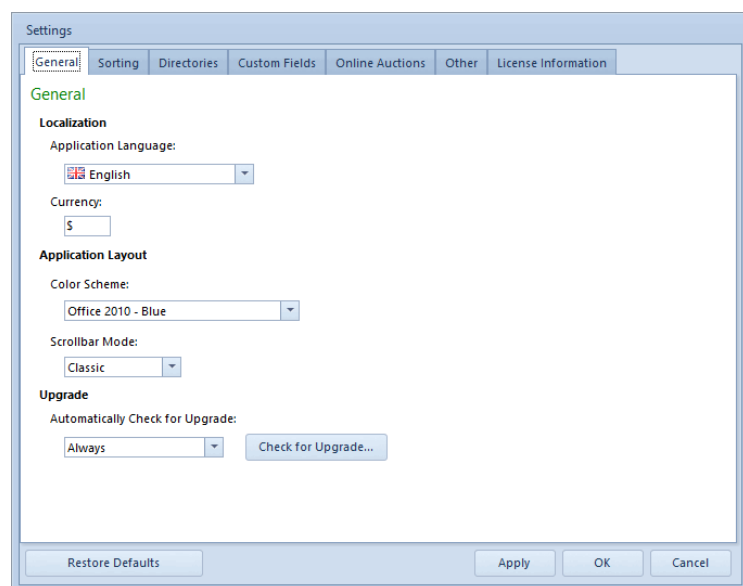 Settings
General Sorting Directories Custom Fields Online Auctions Other License Information
General
Localization
Application Language:
English
Currency:
$
Application Layout
Color Scheme:
Office 2010 - Blue
Scrollbar Mode:
Classic
Upgrade
Automatically Check for Upgrade:
Always Check for Upgrade...
Restore Defaults Apply OK Cancel